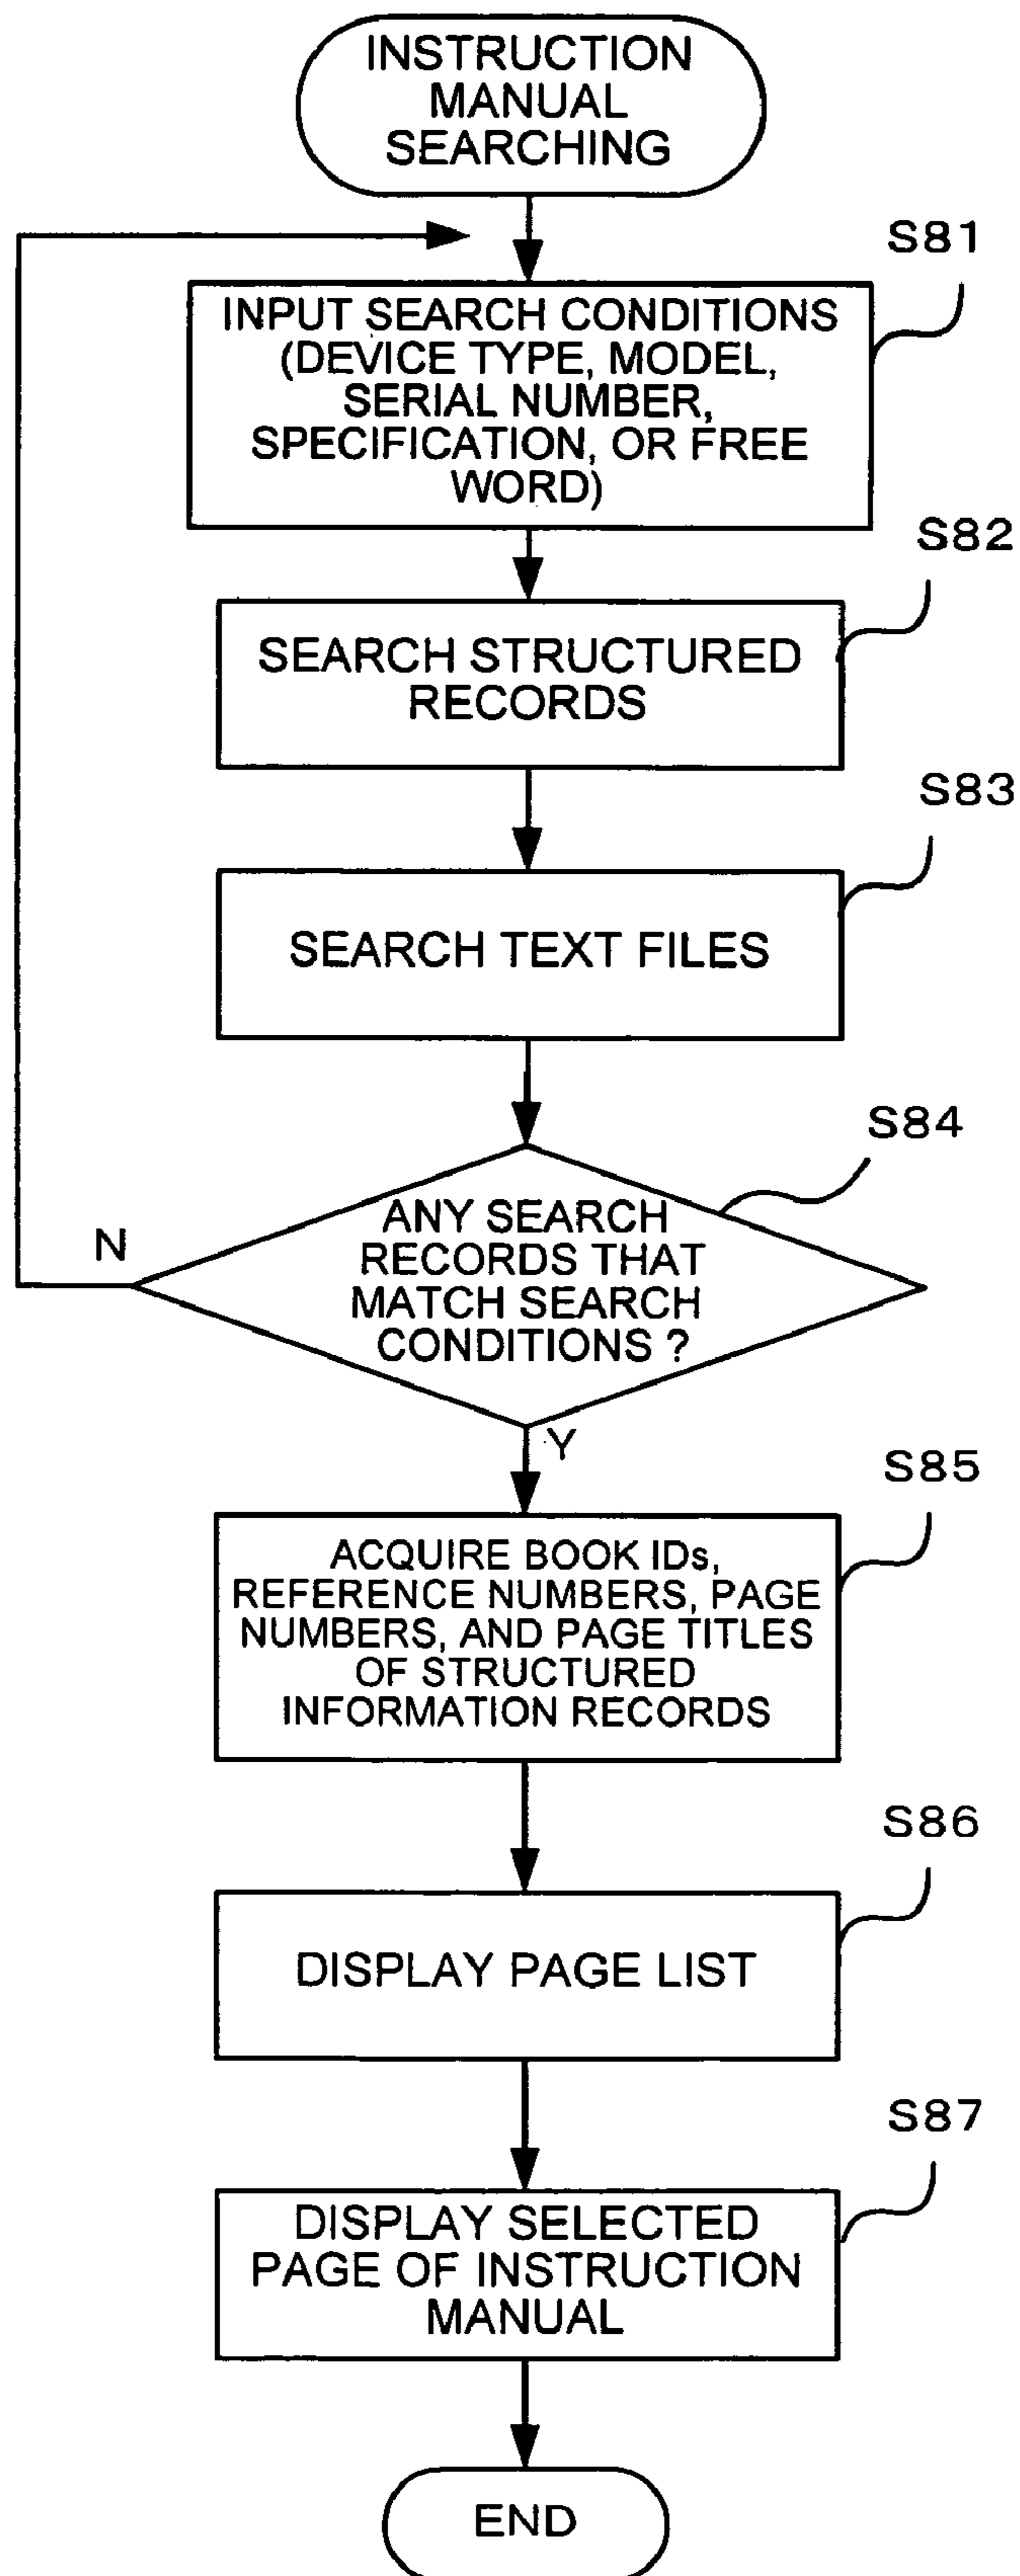 INSTRUCTION
MANUAL
SEARCHING
S81
INPUT SEARCH CONDITIONS
(DEVICE TYPE, MODEL,
SERIAL NUMBER,
SPECIFICATION, OR FREE
WORD)
S82
SEARCH STRUCTURED
RECORDS
S83
SEARCH TEXT FILES
S84
ANY SEARCH
RECORDS THAT
MATCH SEARCH
CONDITIONS ?
N
Y
S85
ACQUIRE BOOK IDs,
REFERENCE NUMBERS, PAGE
NUMBERS, AND PAGE TITLES
OF STRUCTURED
INFORMATION RECORDS
S86
DISPLAY PAGE LIST
S87
DISPLAY SELECTED
PAGE OF INSTRUCTION
MANUAL
END